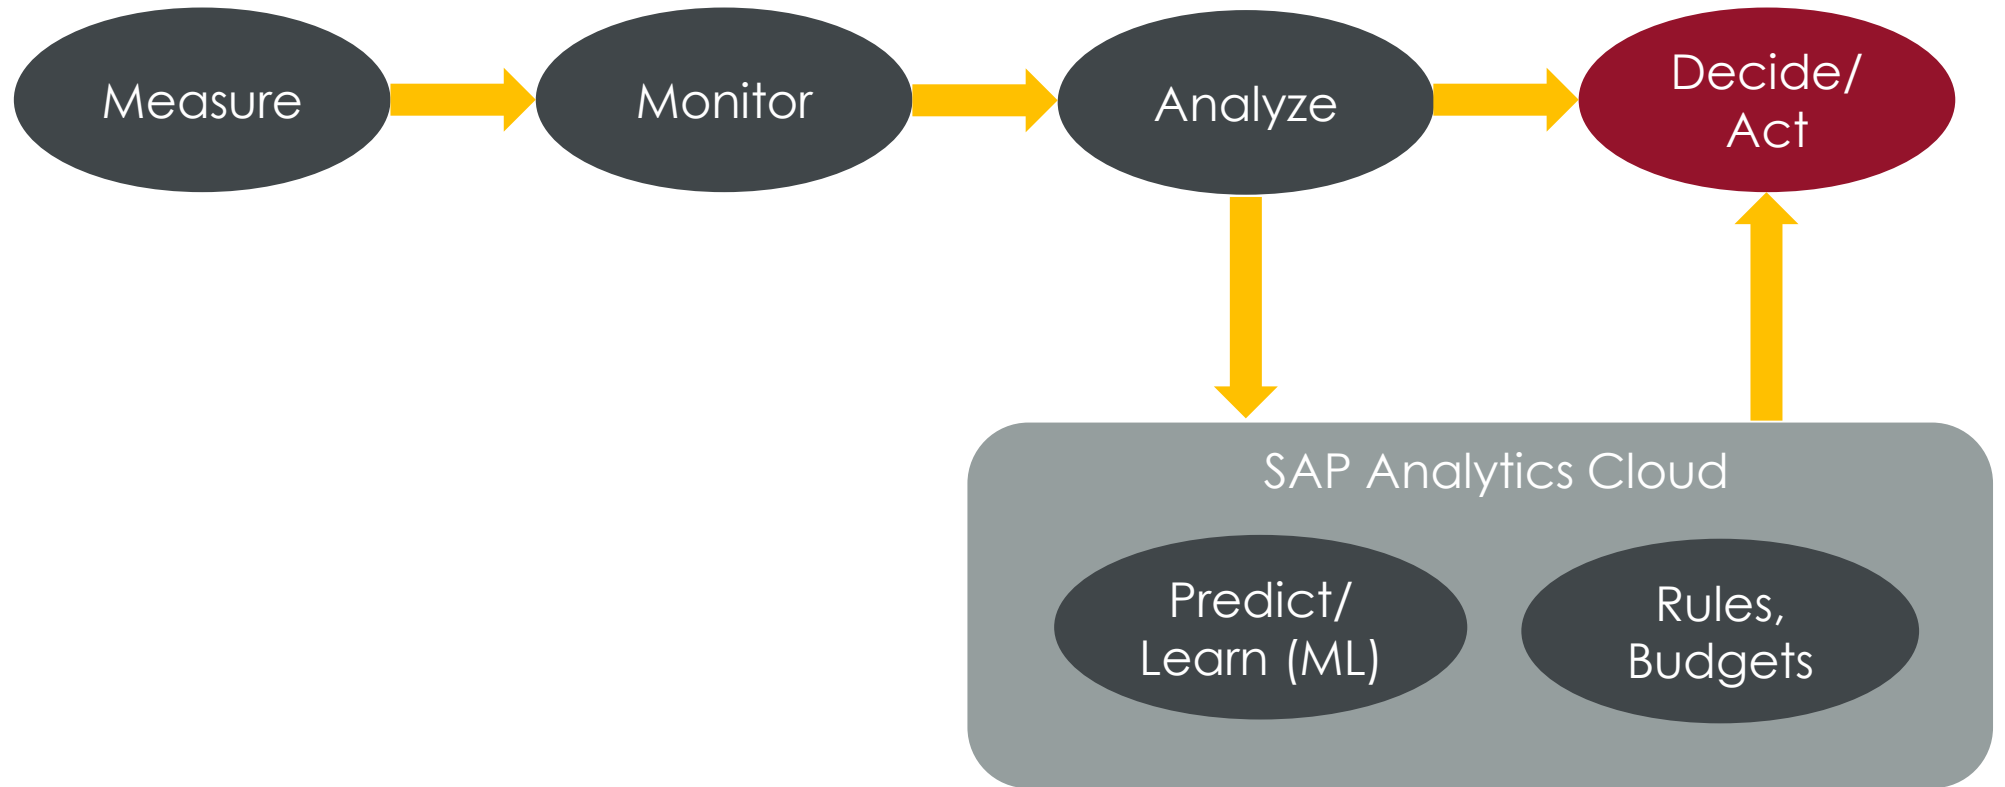 Measure
Monitor
Analyze
Decide/
Act
SAP Analytics Cloud
Predict/
Learn (ML)
Rules,
Budgets